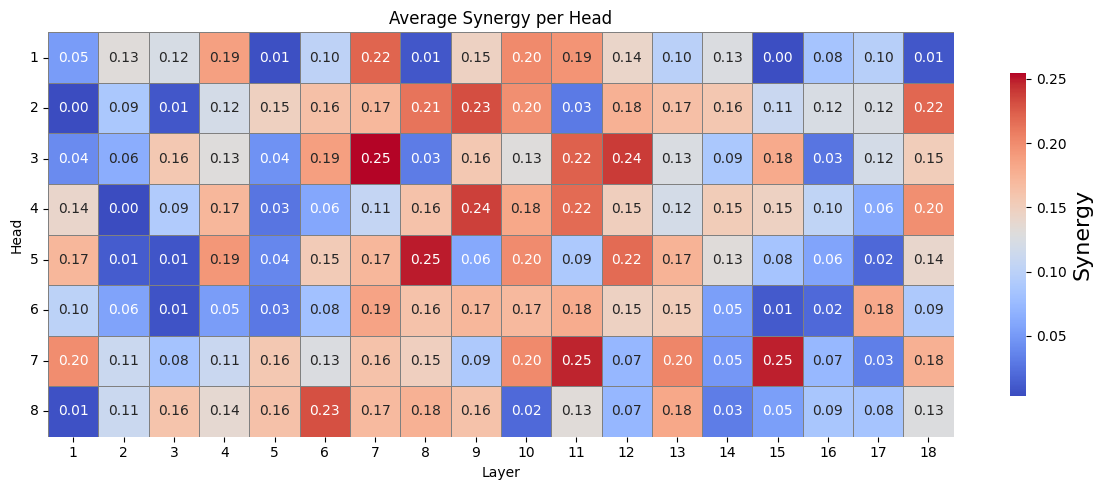 Average Synergy per Head
1 0.05 0.13 0.12 0.19 0.01 0.10 0.22 0.01 0.15 0.20 0.19 0.14 0.10 0.13 0.00 0.08 0.10 0.01
2 0.00 0.09 0.01 0.12 0.15 0.16 0.17 0.21 0.23 0.20 0.03 0.18 0.17 0.16 0.11 0.12 0.12 0.22
3 0.04 0.06 0.16 0.13 0.04 0.19 0.25 0.03 0.16 0.13 0.22 0.24 0.13 0.09 0.18 0.03 0.12 0.15
4 0.14 0.00 0.09 0.17 0.03 0.06 0.11 0.16 0.24 0.18 0.22 0.15 0.12 0.15 0.15 0.10 0.06 0.20
5 0.17 0.01 0.01 0.19 0.04 0.15 0.17 0.25 0.06 0.20 0.09 0.22 0.17 0.13 0.08 0.06 0.02 0.14
6 0.10 0.06 0.01 0.05 0.03 0.08 0.19 0.16 0.17 0.17 0.18 0.15 0.15 0.05 0.01 0.02 0.18 0.09
7 0.20 0.11 0.08 0.11 0.16 0.13 0.16 0.15 0.09 0.20 0.25 0.07 0.20 0.05 0.25 0.07 0.03 0.18
8 0.01 0.11 0.16 0.14 0.16 0.23 0.17 0.18 0.16 0.02 0.13 0.07 0.18 0.03 0.05 0.09 0.08 0.13
1 2 3 4 5 6 7 8 9 10 11 12 13 14 15 16 17 18
Layer
Head
0.25
0.20
0.15
0.10
0.05
Synergy